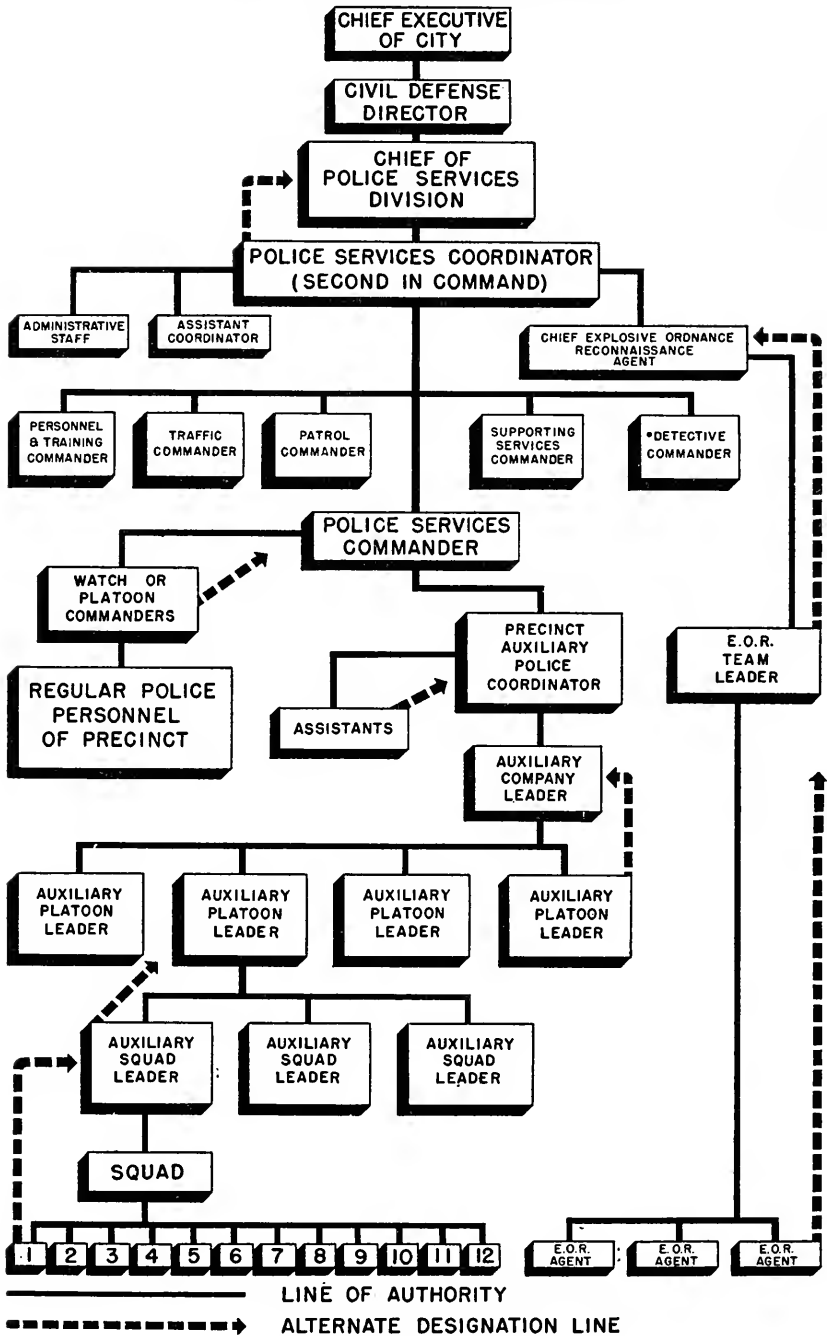 CHIEF EXECUTIVE
OF CITY
CIVIL DEFENSE
DIRECTOR
CHIEF OF
POLICE SERVICES
DIVISION
POLICE SERVICES COORDINATOR
(SECOND IN COMMAND)
ADMINISTRATIVE
STAFF
ASSISTANT
COORDINATOR
CHIEF EXPLOSIVE ORDNANCE
RECONNAISSANCE
AGENT
PERSONNEL
& TRAINING
COMMANDER
TRAFFIC
COMMANDER
PATROL
COMMANDER
SUPPORTING
SERVICES
COMMANDER
*DETECTIVE
COMMANDER
POLICE SERVICES
COMMANDER
WATCH OR
PLATOON
COMMANDERS
PRECINCT
AUXILIARY
POLICE
COORDINATOR
E.O.R.
TEAM
LEADER
REGULAR POLICE
PERSONNEL
OF PRECINCT
ASSISTANTS
AUXILIARY
COMPANY
LEADER
AUXILIARY
PLATOON
LEADER
AUXILIARY
PLATOON
LEADER
AUXILIARY
PLATOON
LEADER
AUXILIARY
PLATOON
LEADER
AUXILIARY
SQUAD
LEADER
AUXILIARY
SQUAD
LEADER
AUXILIARY
SQUAD
LEADER
SQUAD
1 2 3 4 5 6 7 8 9 10 11 12
E.O.R.
AGENT
E.O.R.
AGENT
E.O.R.
AGENT
LINE OF AUTHORITY
ALTERNATE DESIGNATION LINE